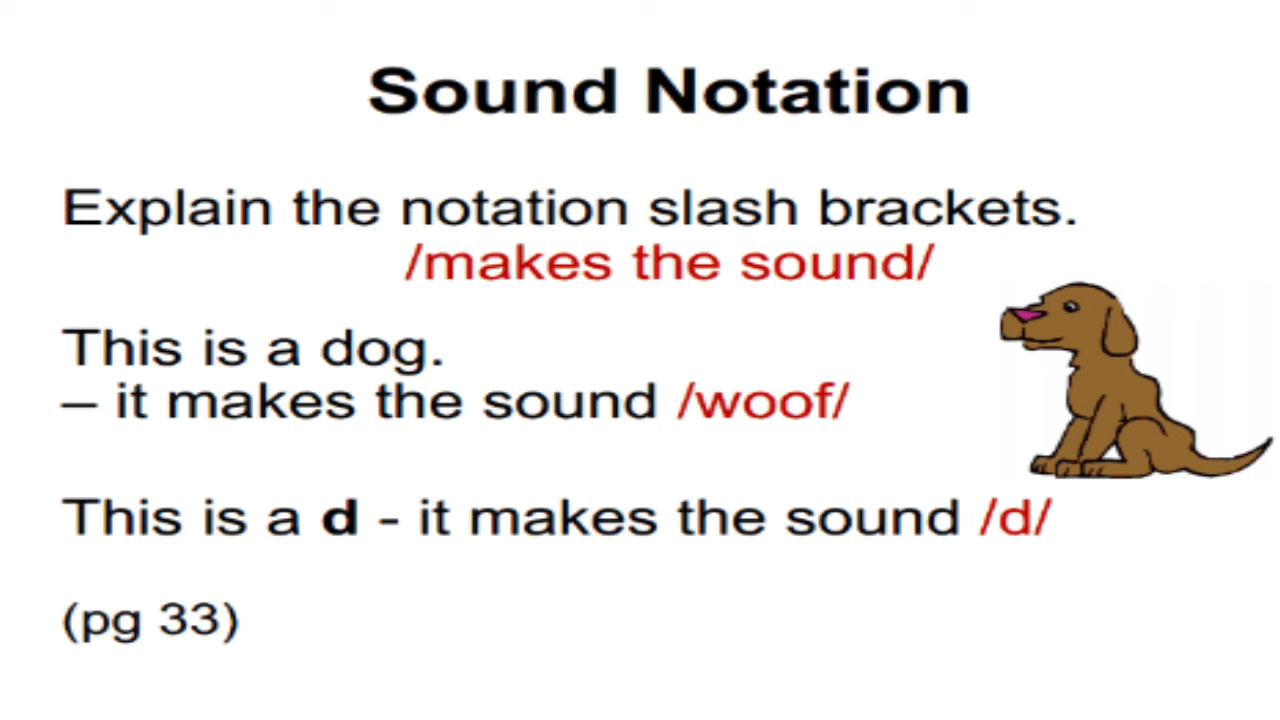 Sound Notation
Explain the notation slash brackets.
/makes the sound/
This is a dog.
– it makes the sound /woof/
This is a d - it makes the sound /d/
(pg 33)